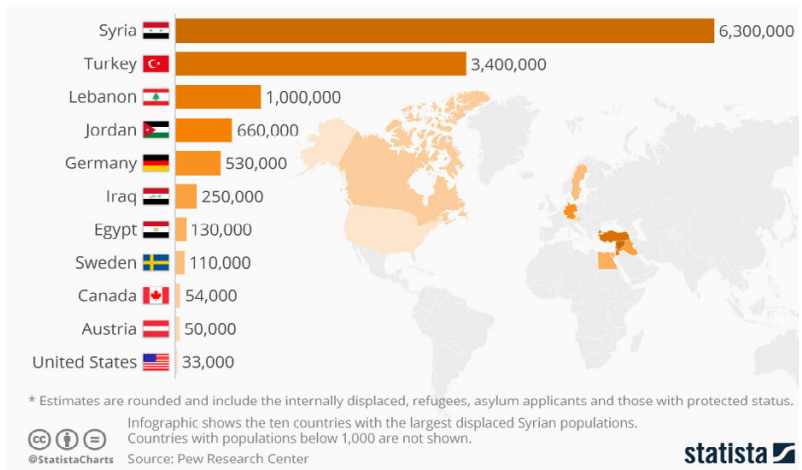 Syria 6,300,000
Turkey 3,400,000
Lebanon 1,000,000
Jordan 660,000
Germany 530,000
Iraq 250,000
Egypt 130,000
Sweden 110,000
Canada 54,000
Austria 50,000
United States 33,000
* Estimates are rounded and include the internally displaced, refugees, asylum applicants and those with protected status.
Infographic shows the ten countries with the largest displaced Syrian populations.
Countries with populations below 1,000 are not shown.
@StatistaCharts Source: Pew Research Center
statista